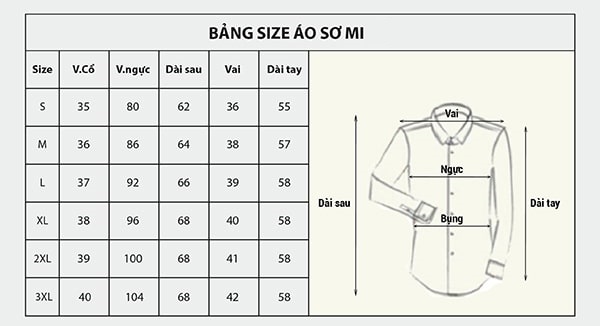 BẢNG SIZE ÁO SƠ MI
Size V.Cổ V.ngực Dài sau Vai Dài tay
S 35 80 62 36 55
M 36 86 64 38 57
L 37 92 66 39 58
XL 38 96 68 40 58
2XL 39 100 68 41 58
3XL 40 104 68 42 58
Vai
Ngực
Dài sau
Dài tay
Bụng